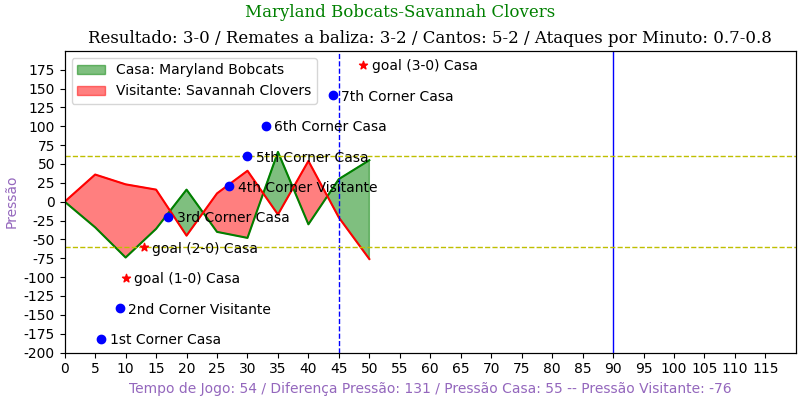 Maryland Bobcats-Savannah Clovers
Resultado: 3-0 / Remates a baliza: 3-2 / Cantos: 5-2 / Ataques por Minuto: 0.7-0.8
Casa: Maryland Bobcats
Visitante: Savannah Clovers
goal (3-0) Casa
7th Corner Casa
6th Corner Casa
5th Corner Casa
4th Corner Visitante
3rd Corner Casa
goal (2-0) Casa
goal (1-0) Casa
2nd Corner Visitante
1st Corner Casa
Pressão
175
150
125
100
75
50
25
0
-25
-50
-75
-100
-125
-150
-175
-200
0 5 10 15 20 25 30 35 40 45 50 55 60 65 70 75 80 85 90 95 100 105 110 115
Tempo de Jogo: 54 / Diferença Pressão: 131 / Pressão Casa: 55 -- Pressão Visitante: -76